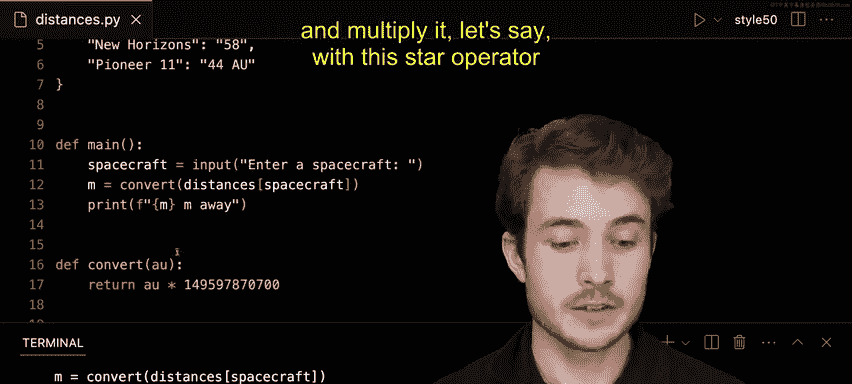 distances.py
style50
and multiply it, let's say,
with this star operator
5 "New Horizons": "58",
6 "Pioneer 11": "44 AU"
7 }
8
9
10 def main():
11 spacecraft = input("Enter a spacecraft: ")
12 m = convert(distances[spacecraft])
13 print(f"{m} m away")
14
15
16 def convert(au):
17 return au * 149597870700
18
TERMINAL
m = convert(distances[spacecraft])